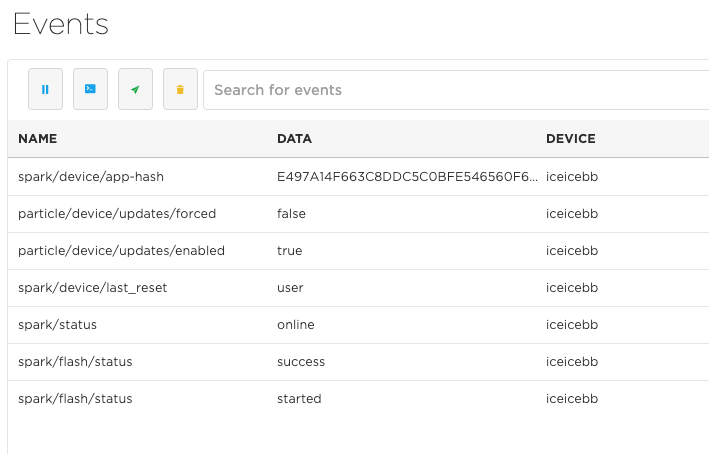 Events
Search for events
NAME DATA DEVICE
spark/device/app-hash E497A14F663C8DDC5C0BFE546560F6... iceicebb
particle/device/updates/forced false iceicebb
particle/device/updates/enabled true iceicebb
spark/device/last_reset user iceicebb
spark/status online iceicebb
spark/flash/status success iceicebb
spark/flash/status started iceicebb